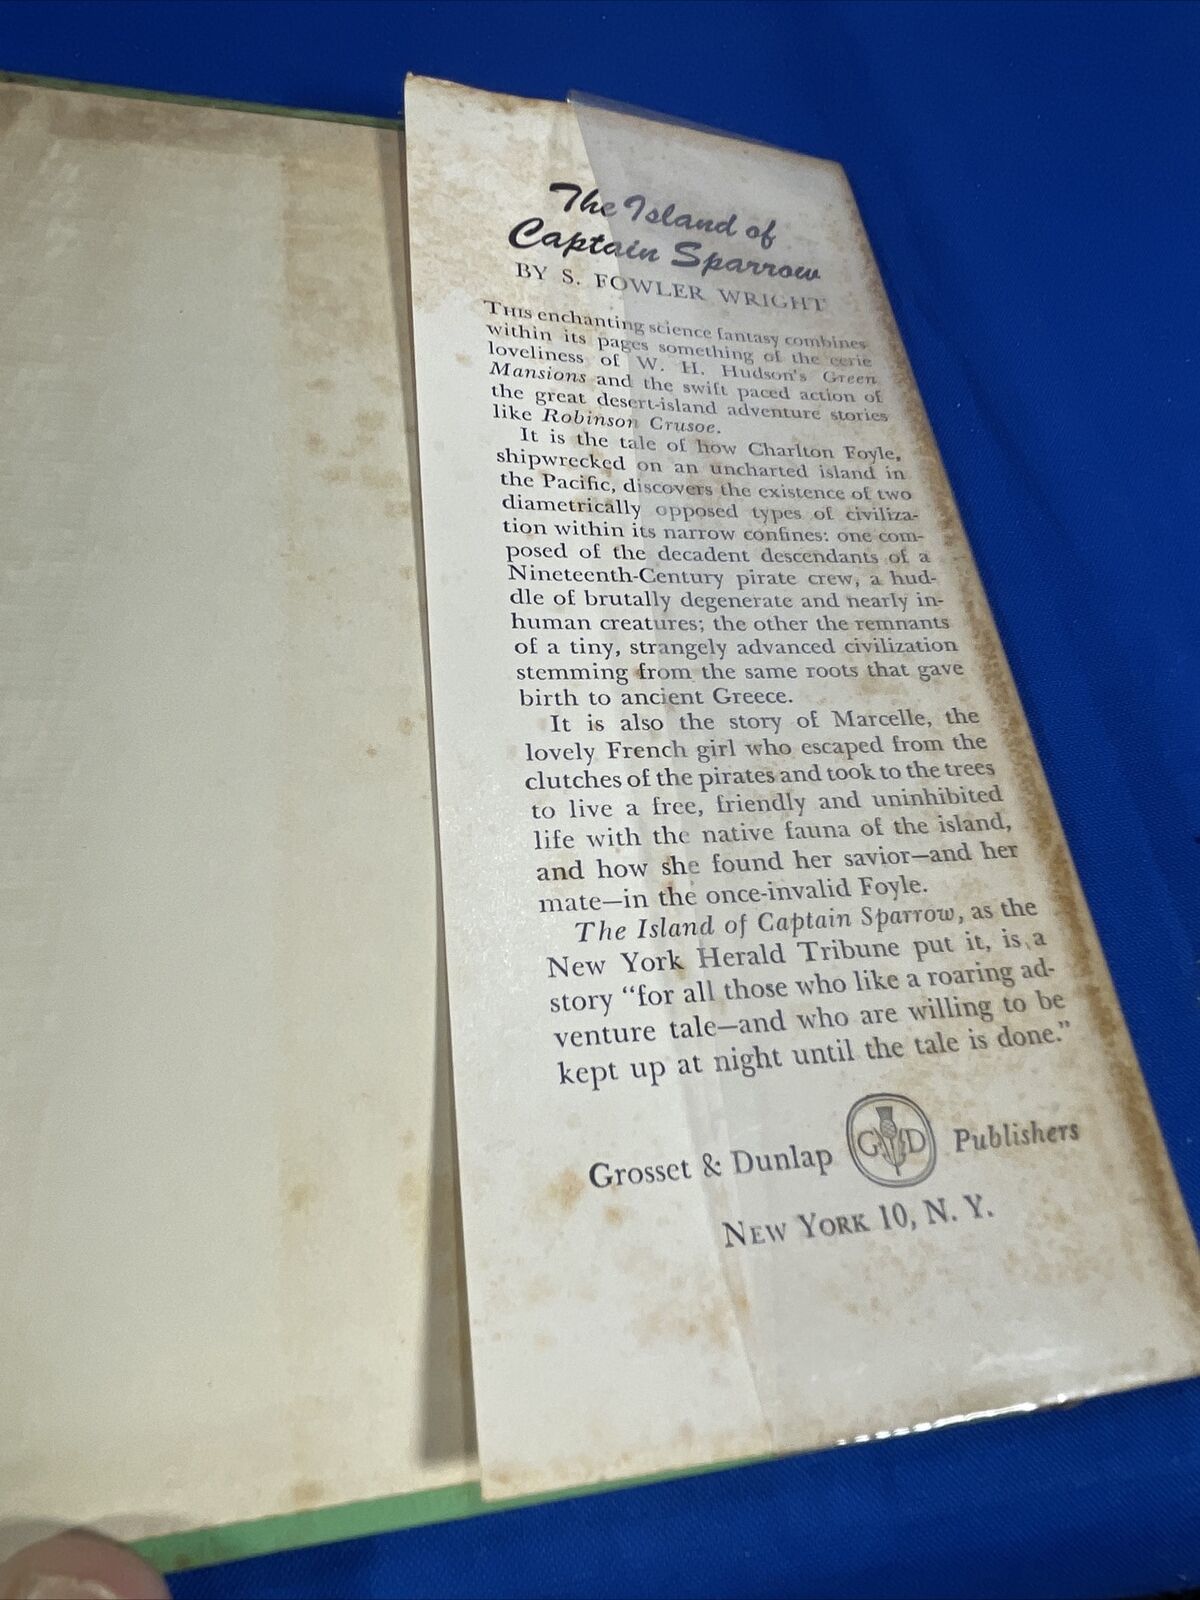 The Island of
Captain Sparrow
BY S. FOWLER WRIGHT
THIS enchanting science fantasy combines
within its pages something of the eerie
loveliness of W. H. Hudson's Green
Mansions and the swift paced action of
the great desert-island adventure stories
like Robinson Crusoe.
It is the tale of how Charlton Foyle,
shipwrecked on an uncharted island in
the Pacific, discovers the existence of two
diametrically opposed types of civiliza-
tion within its narrow confines: one com-
posed of the decadent descendants of a
Nineteenth-Century pirate crew, a hud-
dle of brutally degenerate and nearly in-
human creatures; the other the remnants
of a tiny, strangely advanced civilization
stemming from the same roots that gave
birth to ancient Greece.
It is also the story of Marcelle, the
lovely French girl who escaped from the
clutches of the pirates and took to the trees
to live a free, friendly and uninhibited
life with the native fauna of the island,
and how she found her savior—and her
mate—in the once-invalid Foyle.
The Island of Captain Sparrow, as the
New York Herald Tribune put it, is a
story "for all those who like a roaring ad-
venture tale—and who are willing to be
kept up at night until the tale is done."
Grosset & Dunlap G D Publishers
NEW YORK 10, N. Y.